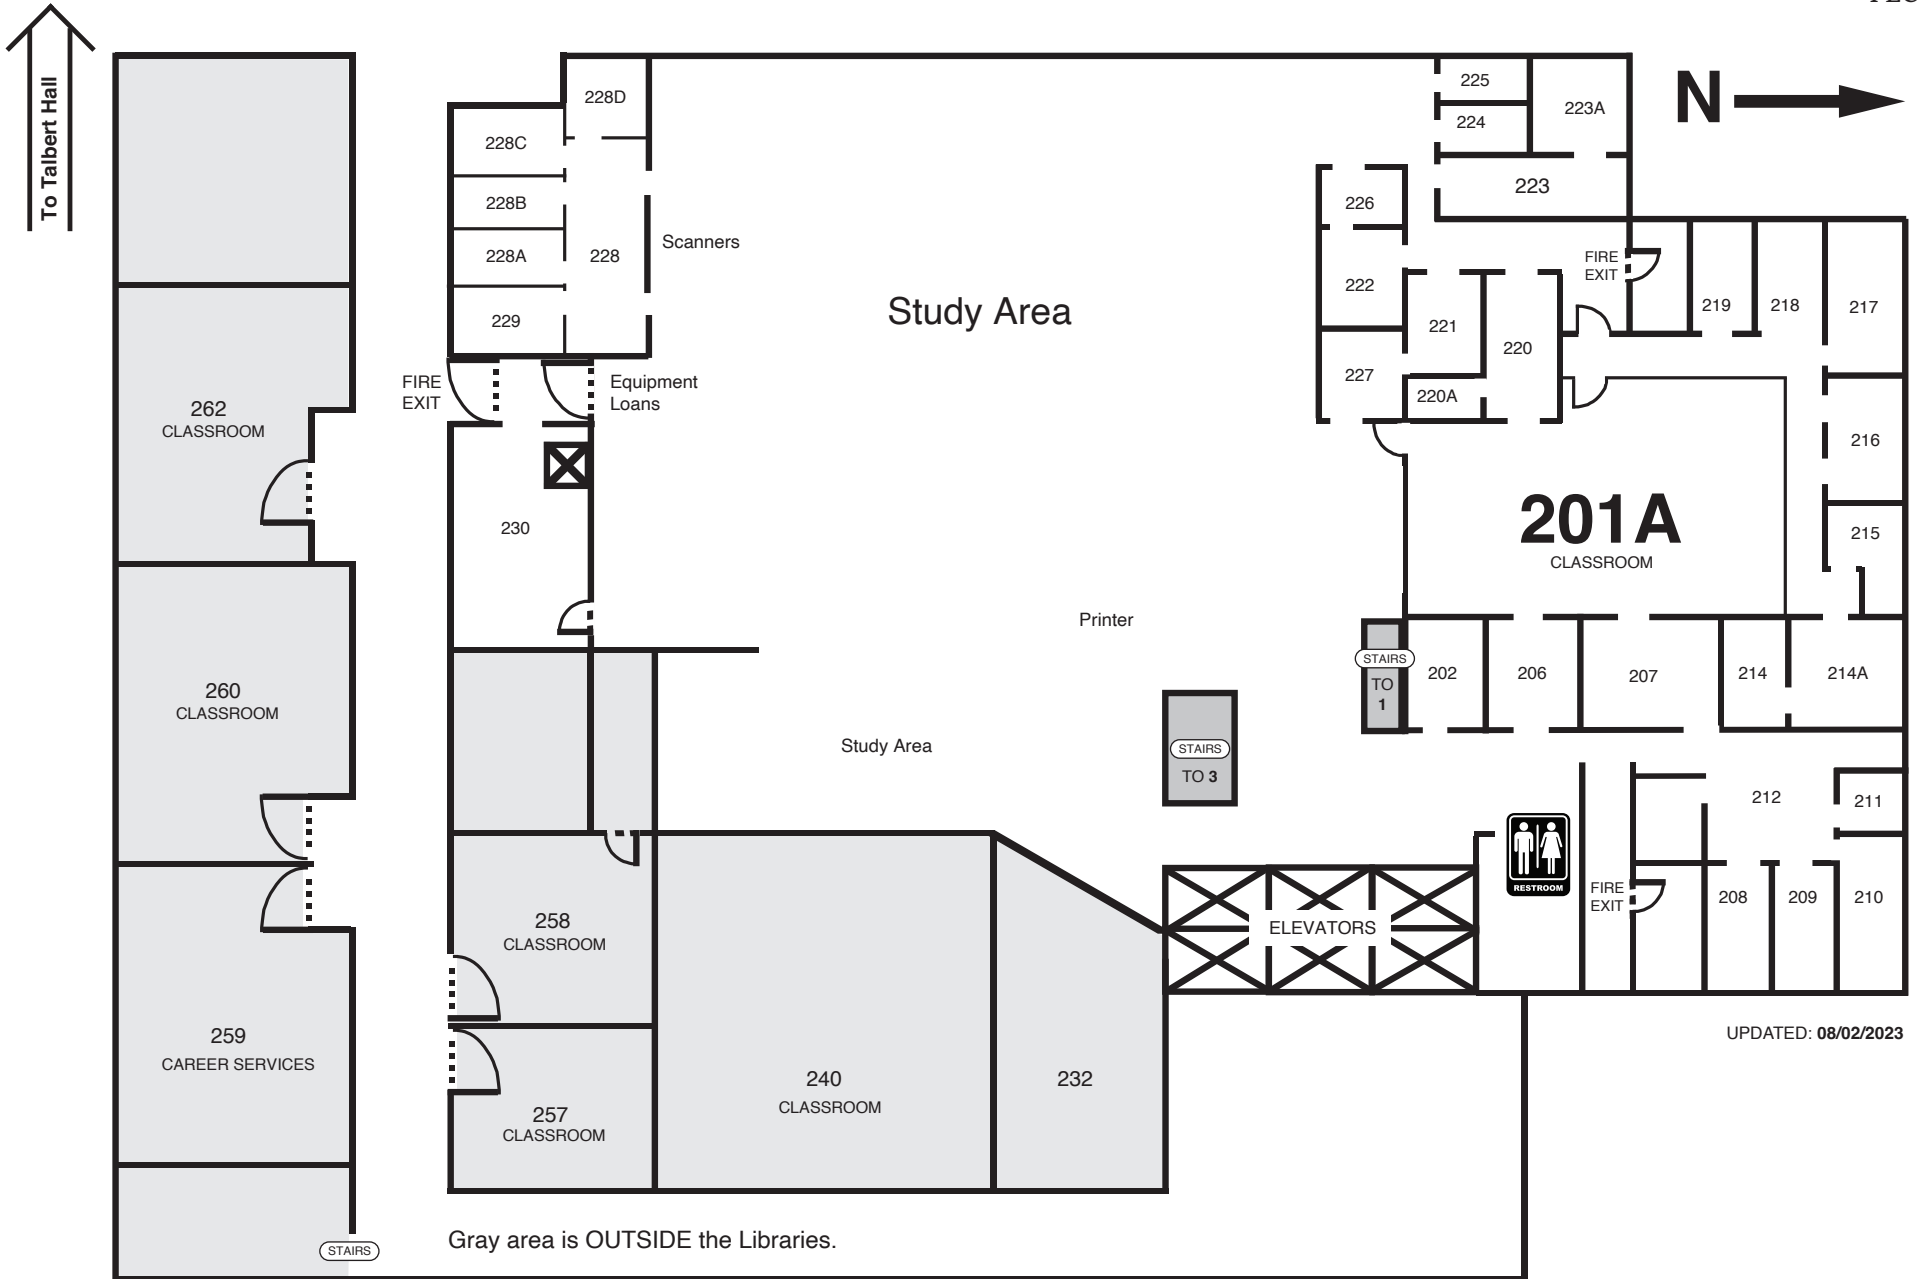 To Talbert Hall
N
228D
225
223A
224
228C
223
226
228B
Scanners
228A
228
FIRE
EXIT
222
Study Area
219
218
217
229
221
220
FIRE
EXIT
Equipment
Loans
227
220A
262
CLASSROOM
216
201A
CLASSROOM
230
215
Printer
STAIRS
TO
1
202
206
207
214
214A
260
CLASSROOM
Study Area
STAIRS
TO 3
212
211
RESTROOM
FIRE
EXIT
208
209
210
258
CLASSROOM
ELEVATORS
259
CAREER SERVICES
UPDATED: 08/02/2023
240
CLASSROOM
232
257
CLASSROOM
STAIRS
Gray area is OUTSIDE the Libraries.